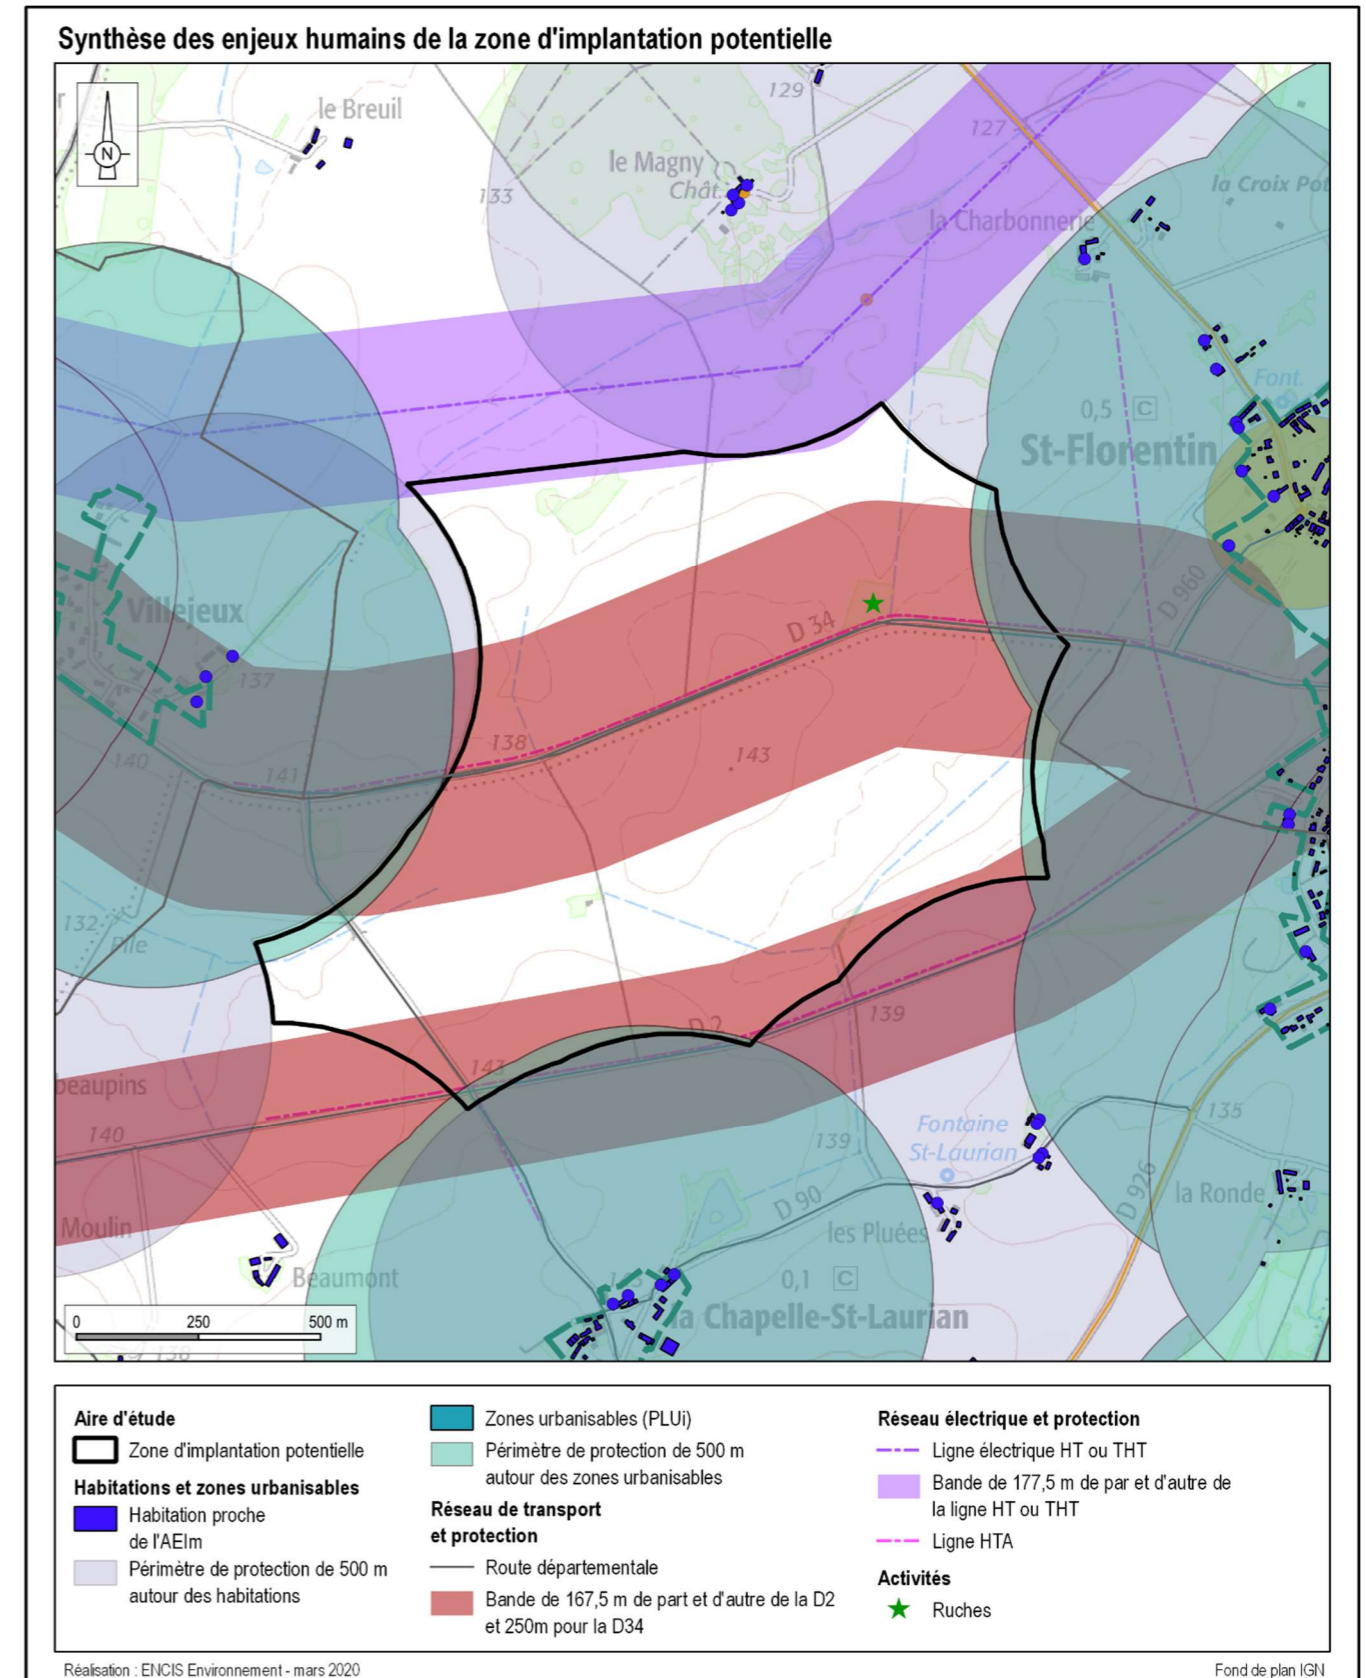 Synthèse des enjeux humains de la zone d'implantation potentielle
N
le Breuil
129
127
le Magny
Chât.
133
la Croix Pot
la Charbonnerie
Font.
0,5 C
St-Florentin
D 960
Villejeux
137
D 34
138
143
140
141
132
Pile
D 2
139
143
beaupins
140
Fontaine
St-Laurian
135
139
D 90
D 926
la Ronde
Moulin
les Pluées
Beaumont
0,1 C
la Chapelle-St-Laurian
0 250 500 m
138
Aire d'étude
Zone d'implantation potentielle
Habitations et zones urbanisables
Habitation proche
de l'AEIm
Périmètre de protection de 500 m
autour des habitations
Zones urbanisables (PLUi)
Périmètre de protection de 500 m
autour des zones urbanisables
Réseau de transport
et protection
Route départementale
Bande de 167,5 m de part et d'autre de la D2
et 250m pour la D34
Réseau électrique et protection
Ligne électrique HT ou THT
Bande de 177,5 m de par et d'autre de
la ligne HT ou THT
Ligne HTA
Activités
Ruches
Réalisation : ENCIS Environnement - mars 2020
Fond de plan IGN